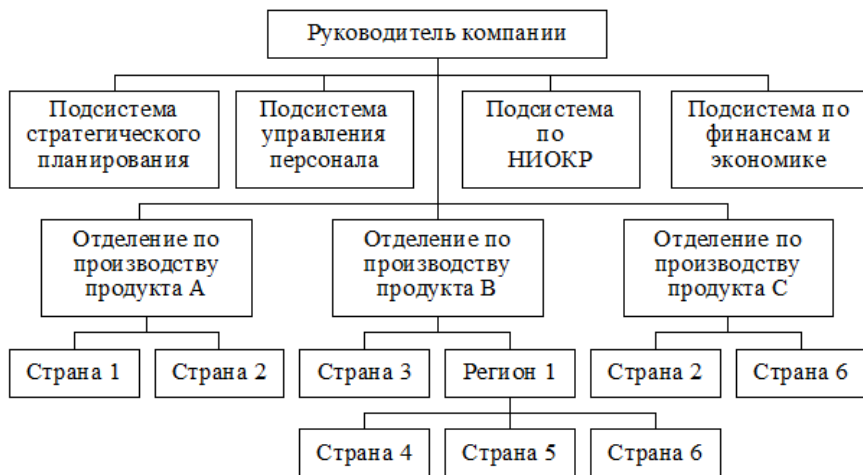 Руководитель компании
Подсистема
стратегического
планирования
Подсистема
управления
персонала
Подсистема
по
НИОКР
Подсистема по
финансам и
экономике
Отделение по
производству
продукта А
Отделение по
производству
продукта В
Отделение по
производству
продукта С
Страна 1
Страна 2
Страна 3
Регион 1
Страна 2
Страна 6
Страна 4
Страна 5
Страна 6